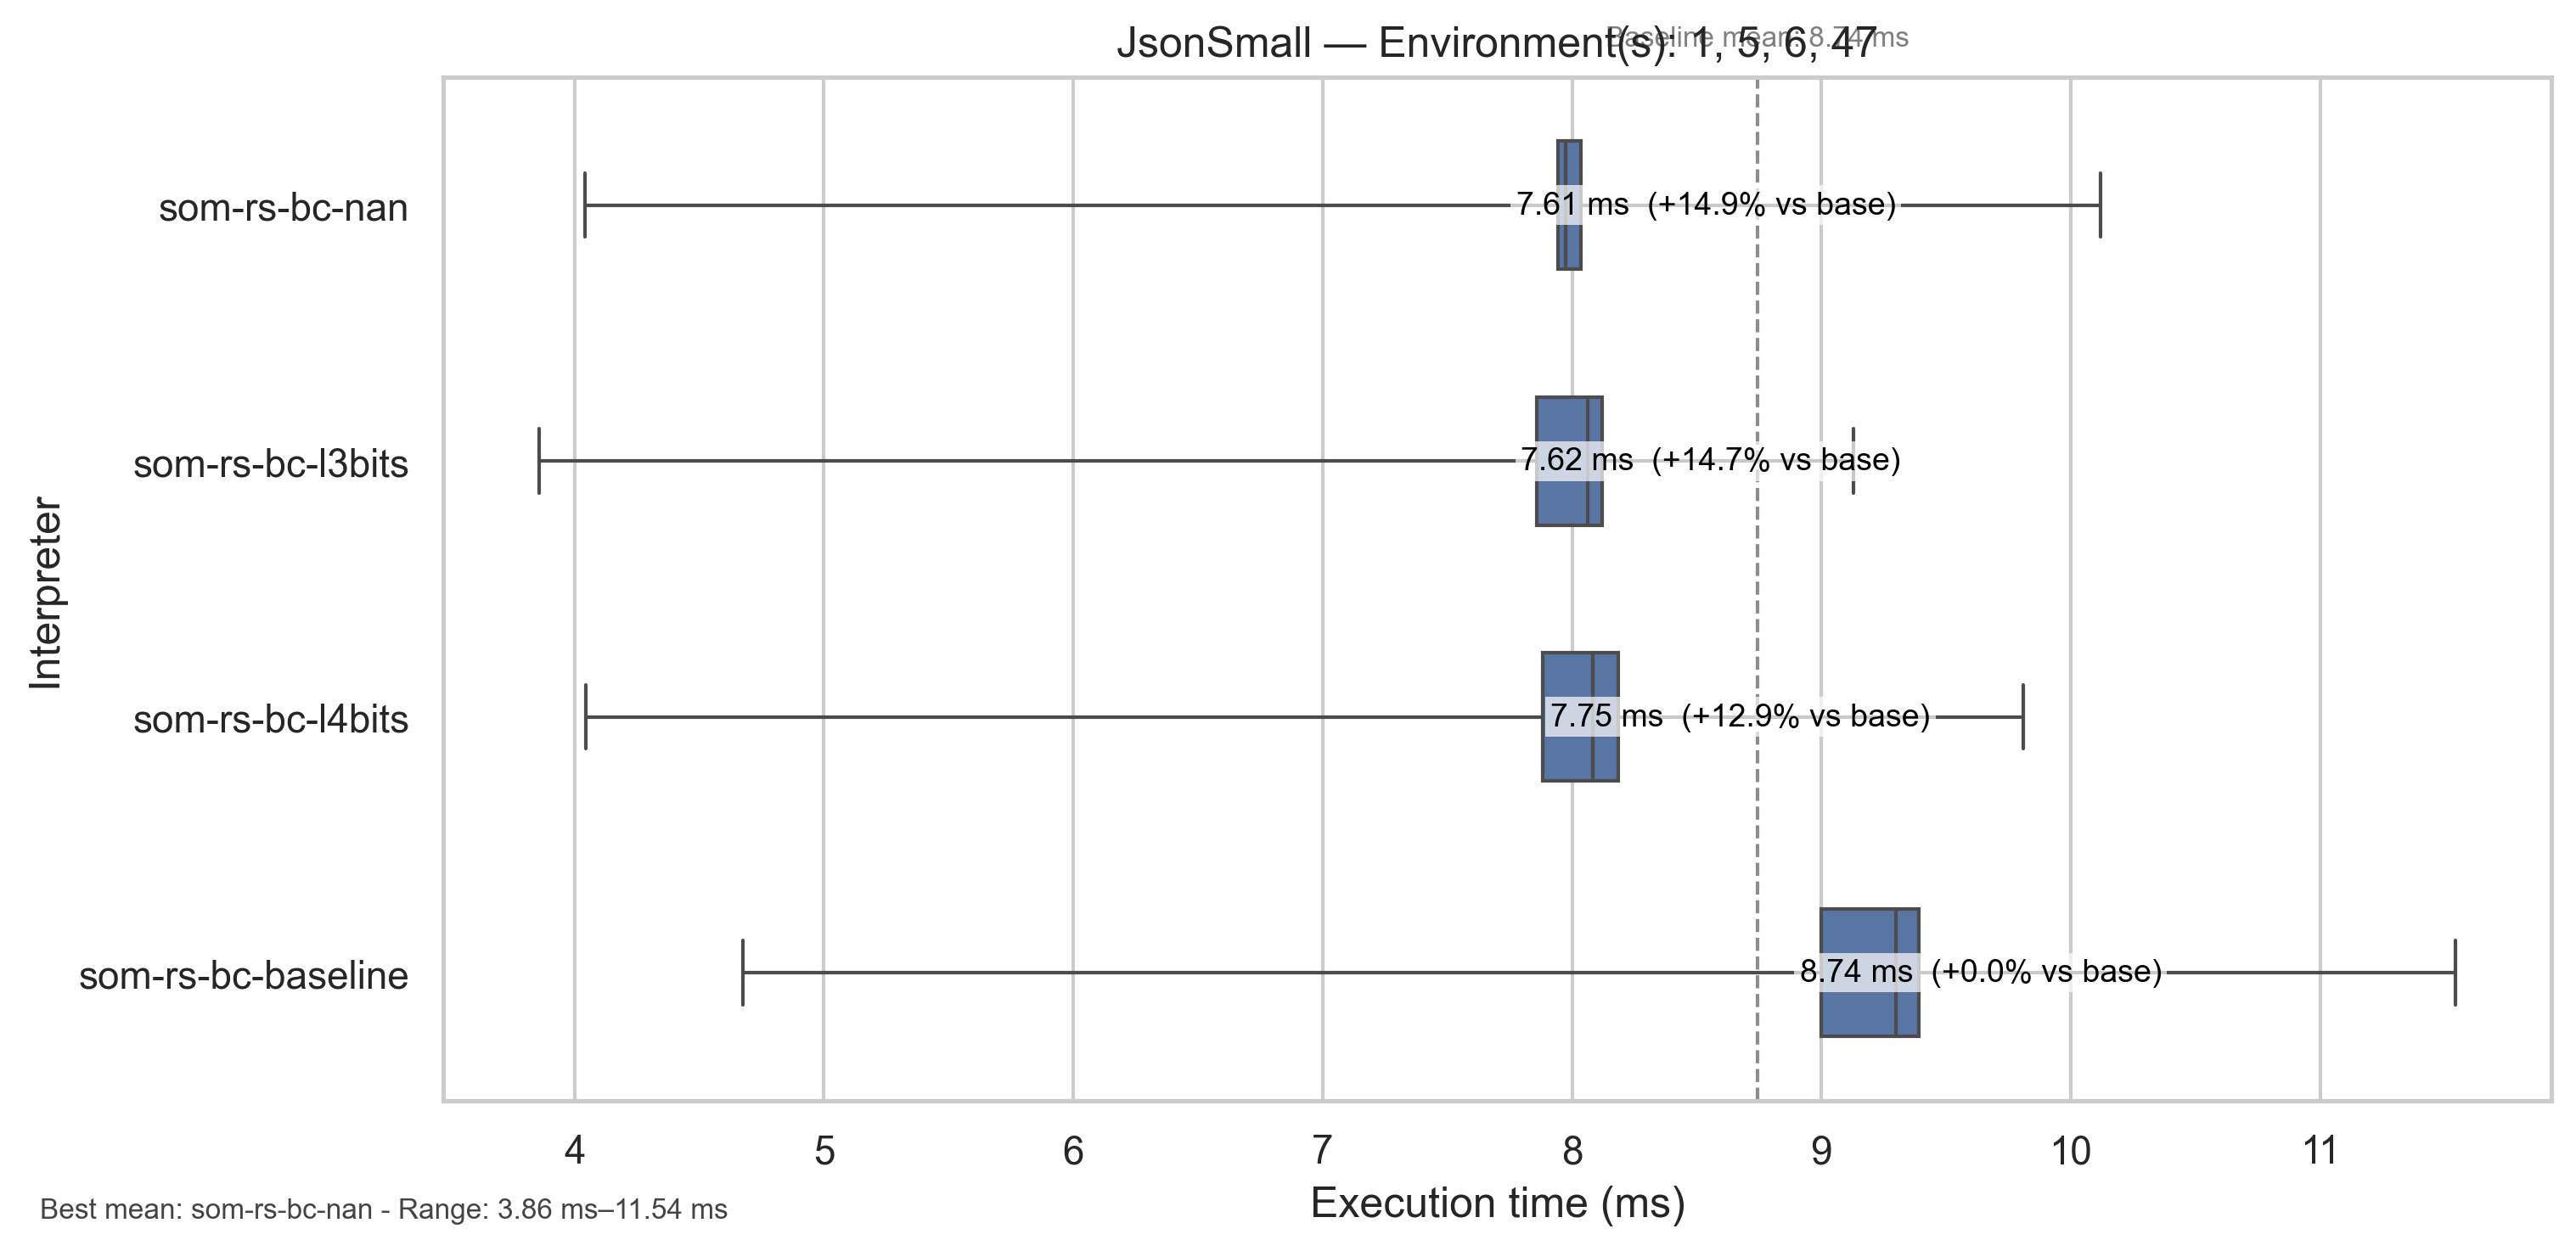 JsonSmall — Environment(s): 1, 5, 6, 47
Baseline mean: 8.74 ms
som-rs-bc-nan
7.61 ms (+14.9% vs base)
som-rs-bc-l3bits
7.62 ms (+14.7% vs base)
som-rs-bc-l4bits
7.75 ms (+12.9% vs base)
som-rs-bc-baseline
8.74 ms (+0.0% vs base)
Interpreter
4 5 6 7 8 9 10 11
Execution time (ms)
Best mean: som-rs-bc-nan - Range: 3.86 ms–11.54 ms